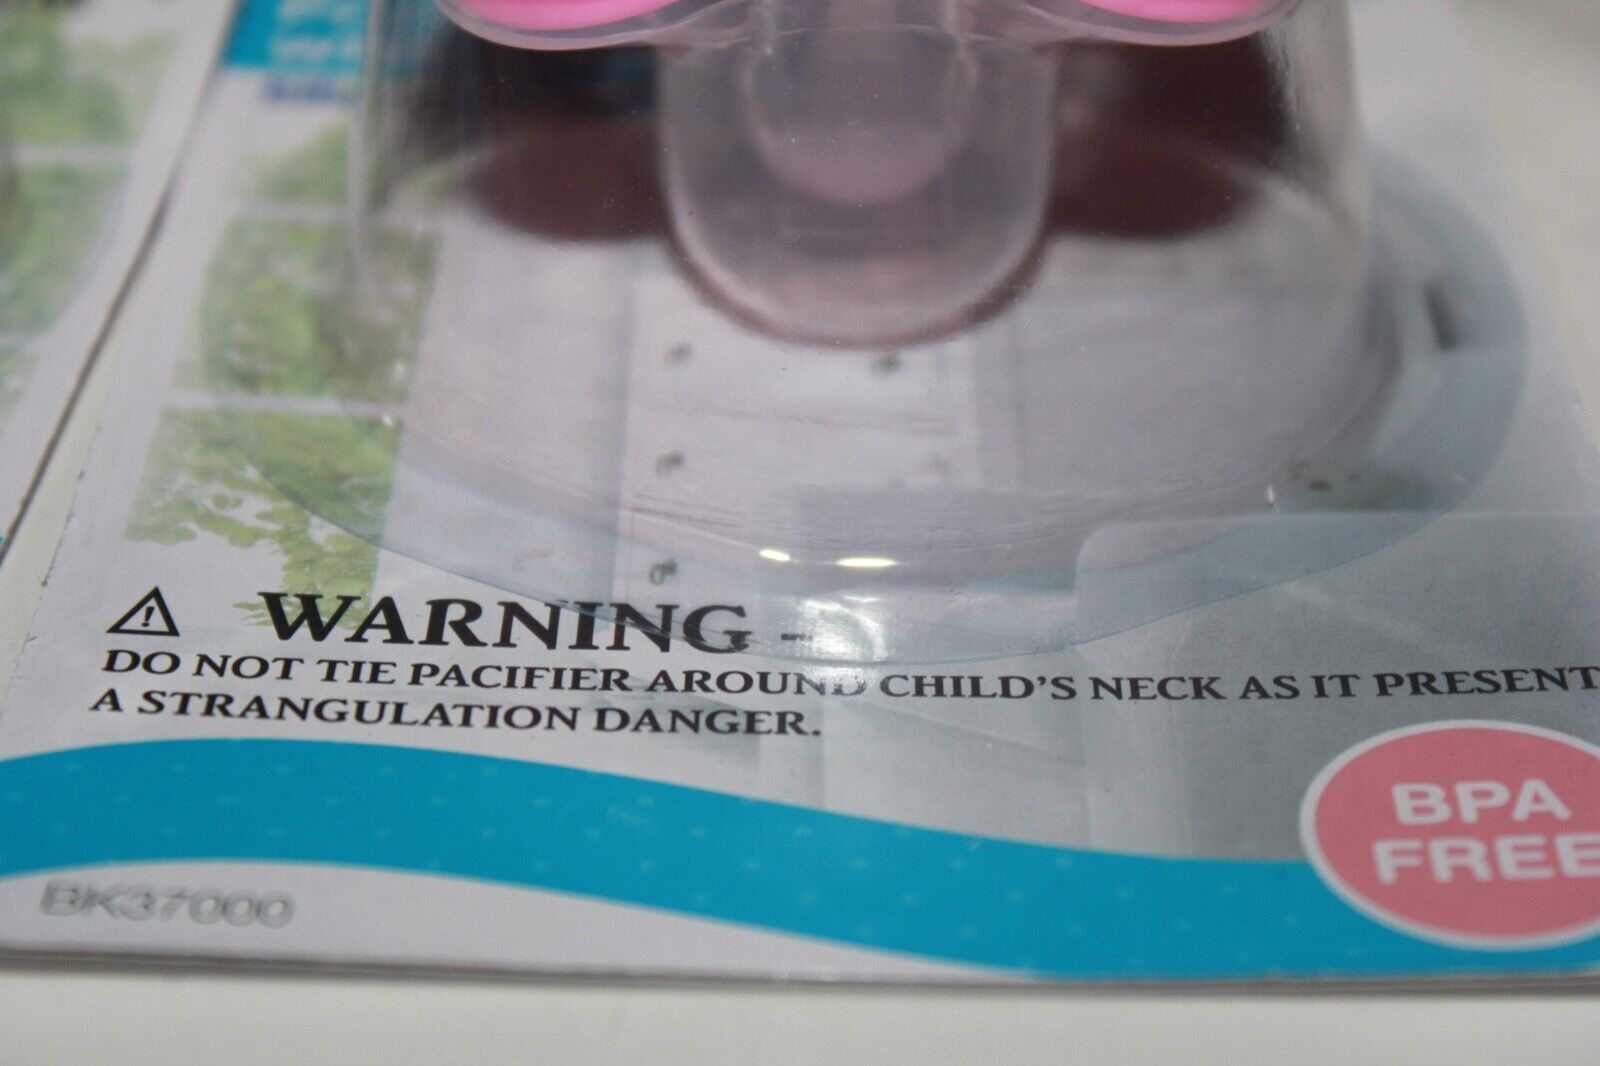 WARNING -
DO NOT TIE PACIFIER AROUND CHILD'S NECK AS IT PRESENT
A STRANGULATION DANGER.
BPA
FREE
BK37000